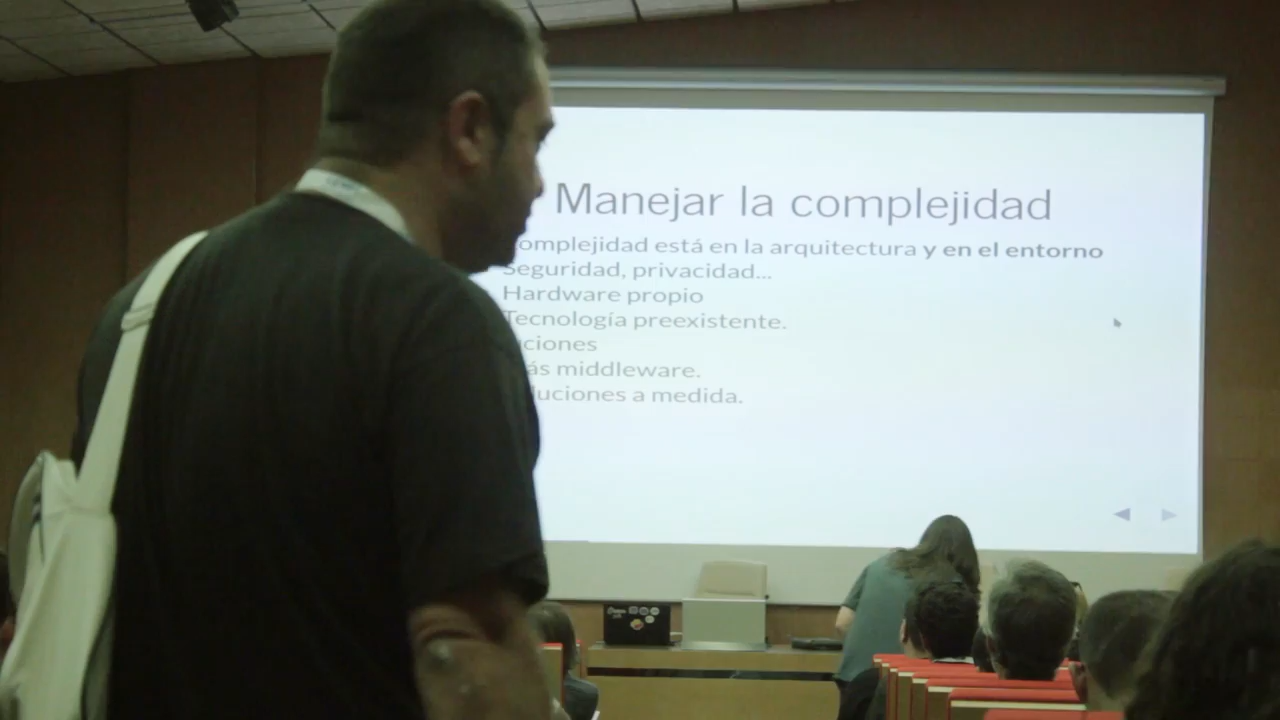 Manejar la complejidad
omplejidad está en la arquitectura y en el entorno
Seguridad, privacidad...
Hardware propio
Tecnología preexistente.
ciones
ás middleware.
luciones a medida.